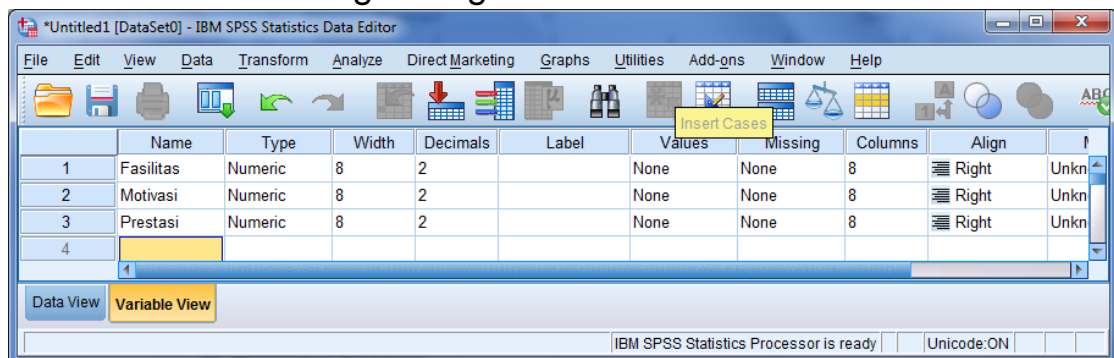 *Untitled1 [DataSet0] - IBM SPSS Statistics Data Editor
File Edit View Data Transform Analyze Direct Marketing Graphs Utilities Add-ons Window Help
Insert Cases
Name Type Width Decimals Label Values Missing Columns Align
1 Fasilitas Numeric 8 2 None None 8 Right Unkn
2 Motivasi Numeric 8 2 None None 8 Right Unkn
3 Prestasi Numeric 8 2 None None 8 Right Unkn
4
Data View Variable View
IBM SPSS Statistics Processor is ready Unicode:ON